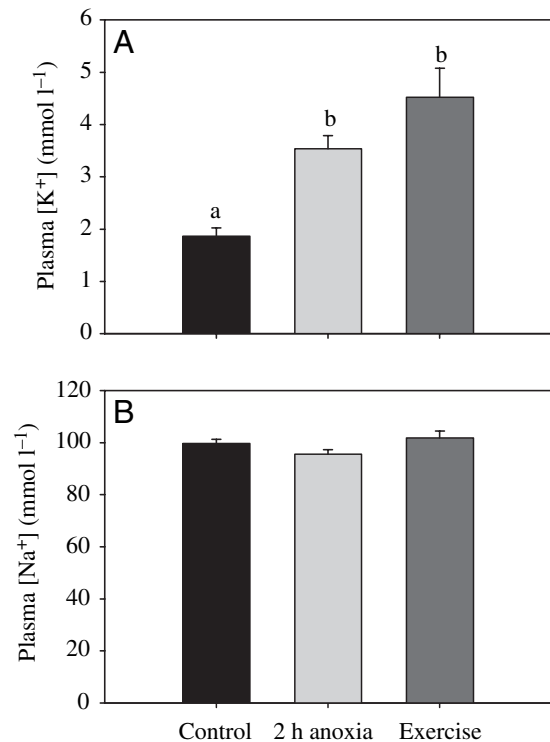 A
Plasma [K⁺] (mmol l⁻¹)
6
5
4
3
2
1
0
a
b
b
B
Plasma [Na⁺] (mmol l⁻¹)
120
100
80
60
40
20
0
Control 2 h anoxia Exercise